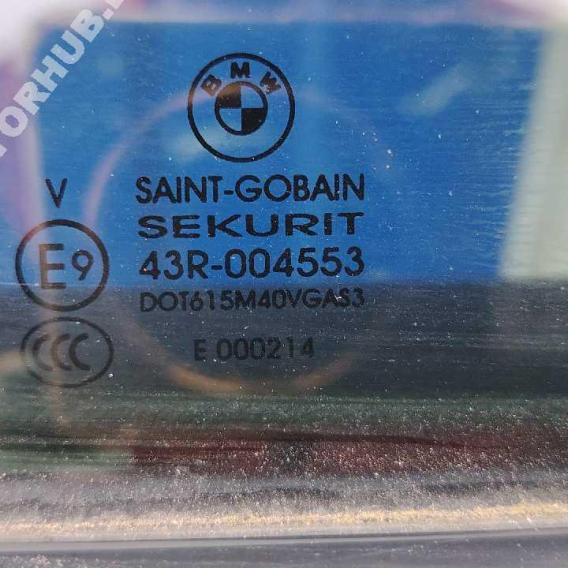 BMW
V
SAINT-GOBAIN
SEKURIT
E9
43R-004553
DOT615M40VGAS3
CCC
E 000214